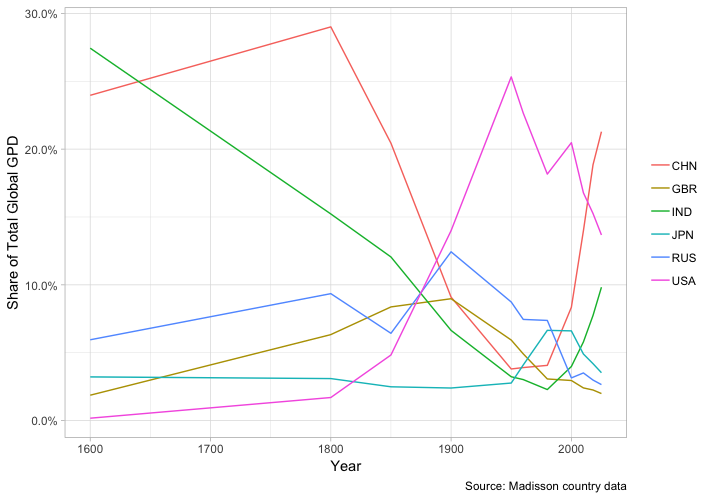 Share of Total Global GPD
30.0%
20.0%
10.0%
0.0%
1600 1700 1800 1900 2000
Year
CHN
GBR
IND
JPN
RUS
USA
Source: Madisson country data